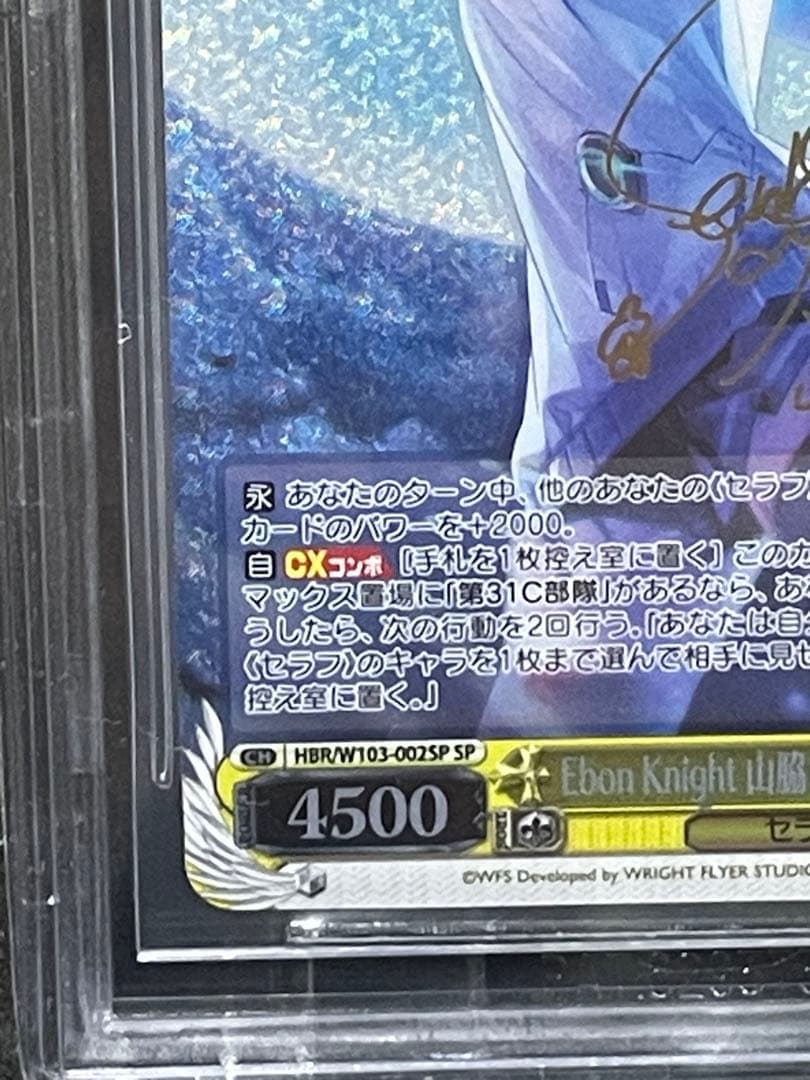 永 あなたのターン中、他のあなたの《セラフ
カードのパワーを+2000。
自 CXコンボ [手札を1枚控え室に置く] この
マックス置場に「第31C部隊」があるなら、あ
うしたら、次の行動を2回行う。『あなたは自
《セラフ》のキャラを1枚まで選んで相手に見せ
控え室に置く。』
CH HBR/W103-002SP SP
Ebon Knight 山脇
4500
セラ
©WFS Developed by WRIGHT FLYER STUDIO